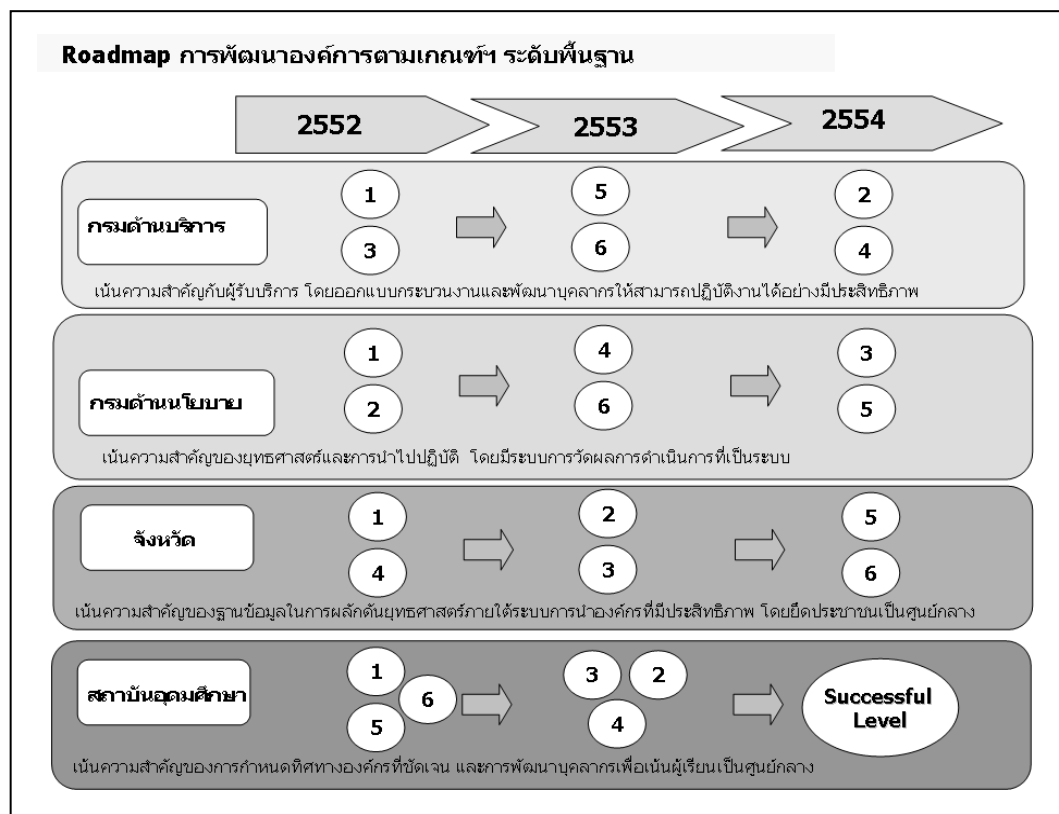 Roadmap การพัฒนาองค์การตามเกณฑ์ฯ ระดับพื้นฐาน
2552 2553 2554
1 5 2
กรมด้านบริการ
3 6 4
เน้นความสำคัญกับผู้รับบริการ โดยออกแบบกระบวนงานและพัฒนาบุคลากรให้สามารถปฏิบัติงานได้อย่างมีประสิทธิภาพ
1 4 3
กรมด้านนโยบาย
2 6 5
เน้นความสำคัญของยุทธศาสตร์และการนำไปปฏิบัติ โดยมีระบบการวัดผลการดำเนินการที่เป็นระบบ
1 2 5
จังหวัด
4 3 6
เน้นความสำคัญของฐานข้อมูลในการผลักดันยุทธศาสตร์ภายใต้ระบบการนำองค์กรที่มีประสิทธิภาพ โดยยึดประชาชนเป็นศูนย์กลาง
1 3 2
สถาบันอุดมศึกษา
6
5 4
Successful
Level
เน้นความสำคัญของการกำหนดทิศทางองค์กรที่ชัดเจน และการพัฒนาบุคลากรเพื่อเน้นผู้เรียนเป็นศูนย์กลาง